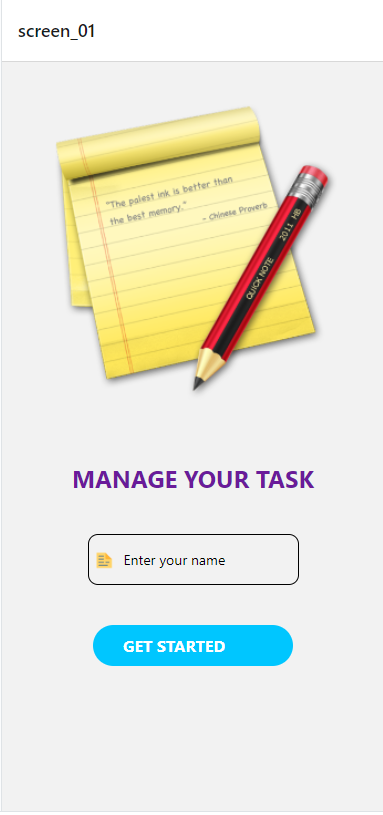 screen_01
"The palest ink is better than
the best memory."
~ Chinese Proverb
QUICK NOTE 2011 HB
MANAGE YOUR TASK
Enter your name
GET STARTED